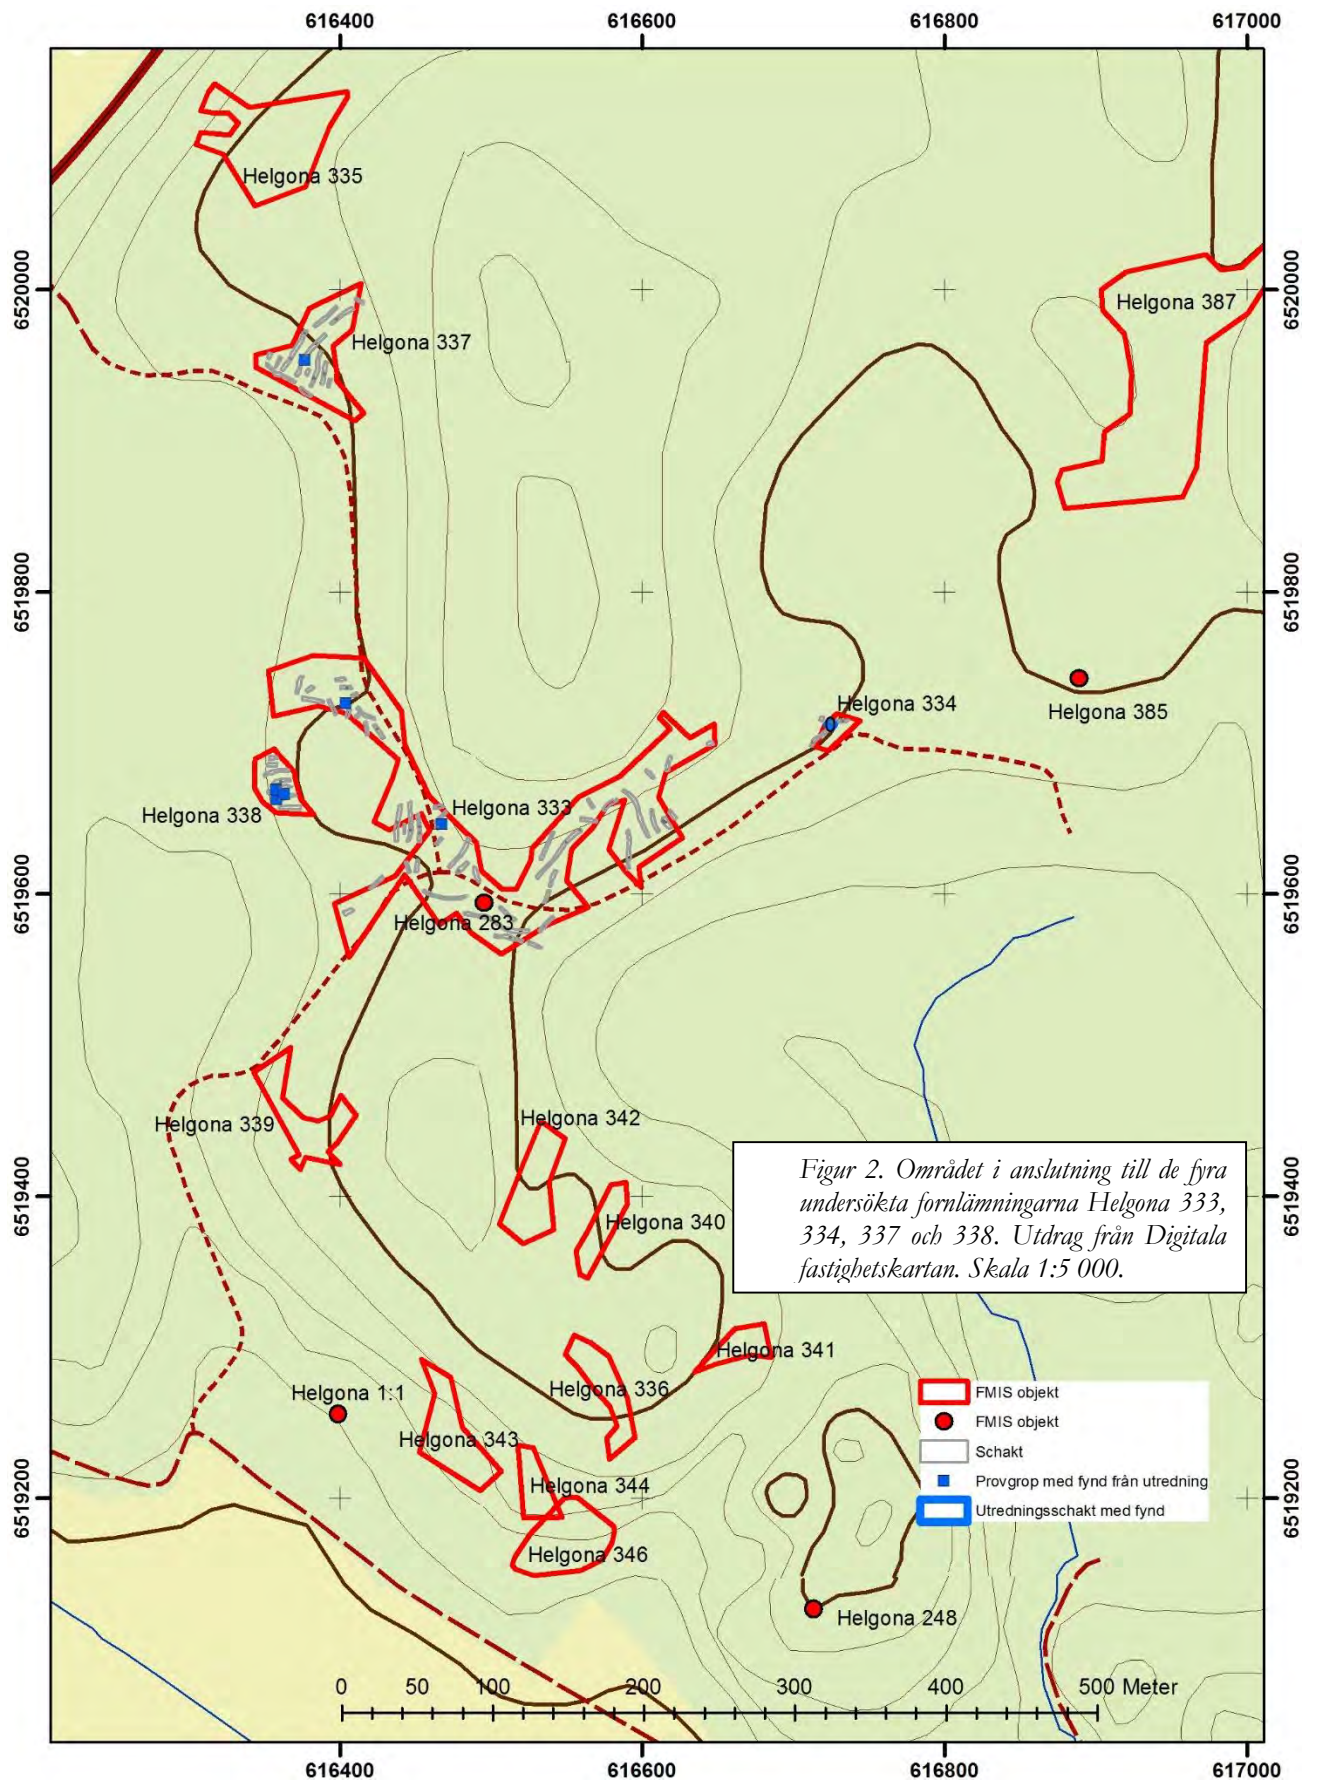 616400 616600 616800 617000
Helgona 335
6520000
6520000
Helgona 387
Helgona 337
6519800
6519800
Helgona 334
Helgona 385
Helgona 333
Helgona 338
6519600
6519600
Helgona 283
Helgona 342
Helgona 339
Figur 2. Området i anslutning till de fyra
undersökta fornlämningarna Helgona 333,
334, 337 och 338. Utdrag från Digitala
fastighetskartan. Skala 1:5 000.
6519400
6519400
Helgona 340
Helgona 341
Helgona 336
Helgona 1:1
Helgona 343
FMIS objekt
FMIS objekt
Schakt
Provgrop med fynd från utredning
Utredningsschakt med fynd
Helgona 344
6519200
6519200
Helgona 346
Helgona 248
0 50 100 200 300 400 500 Meter
616400 616600 616800 617000